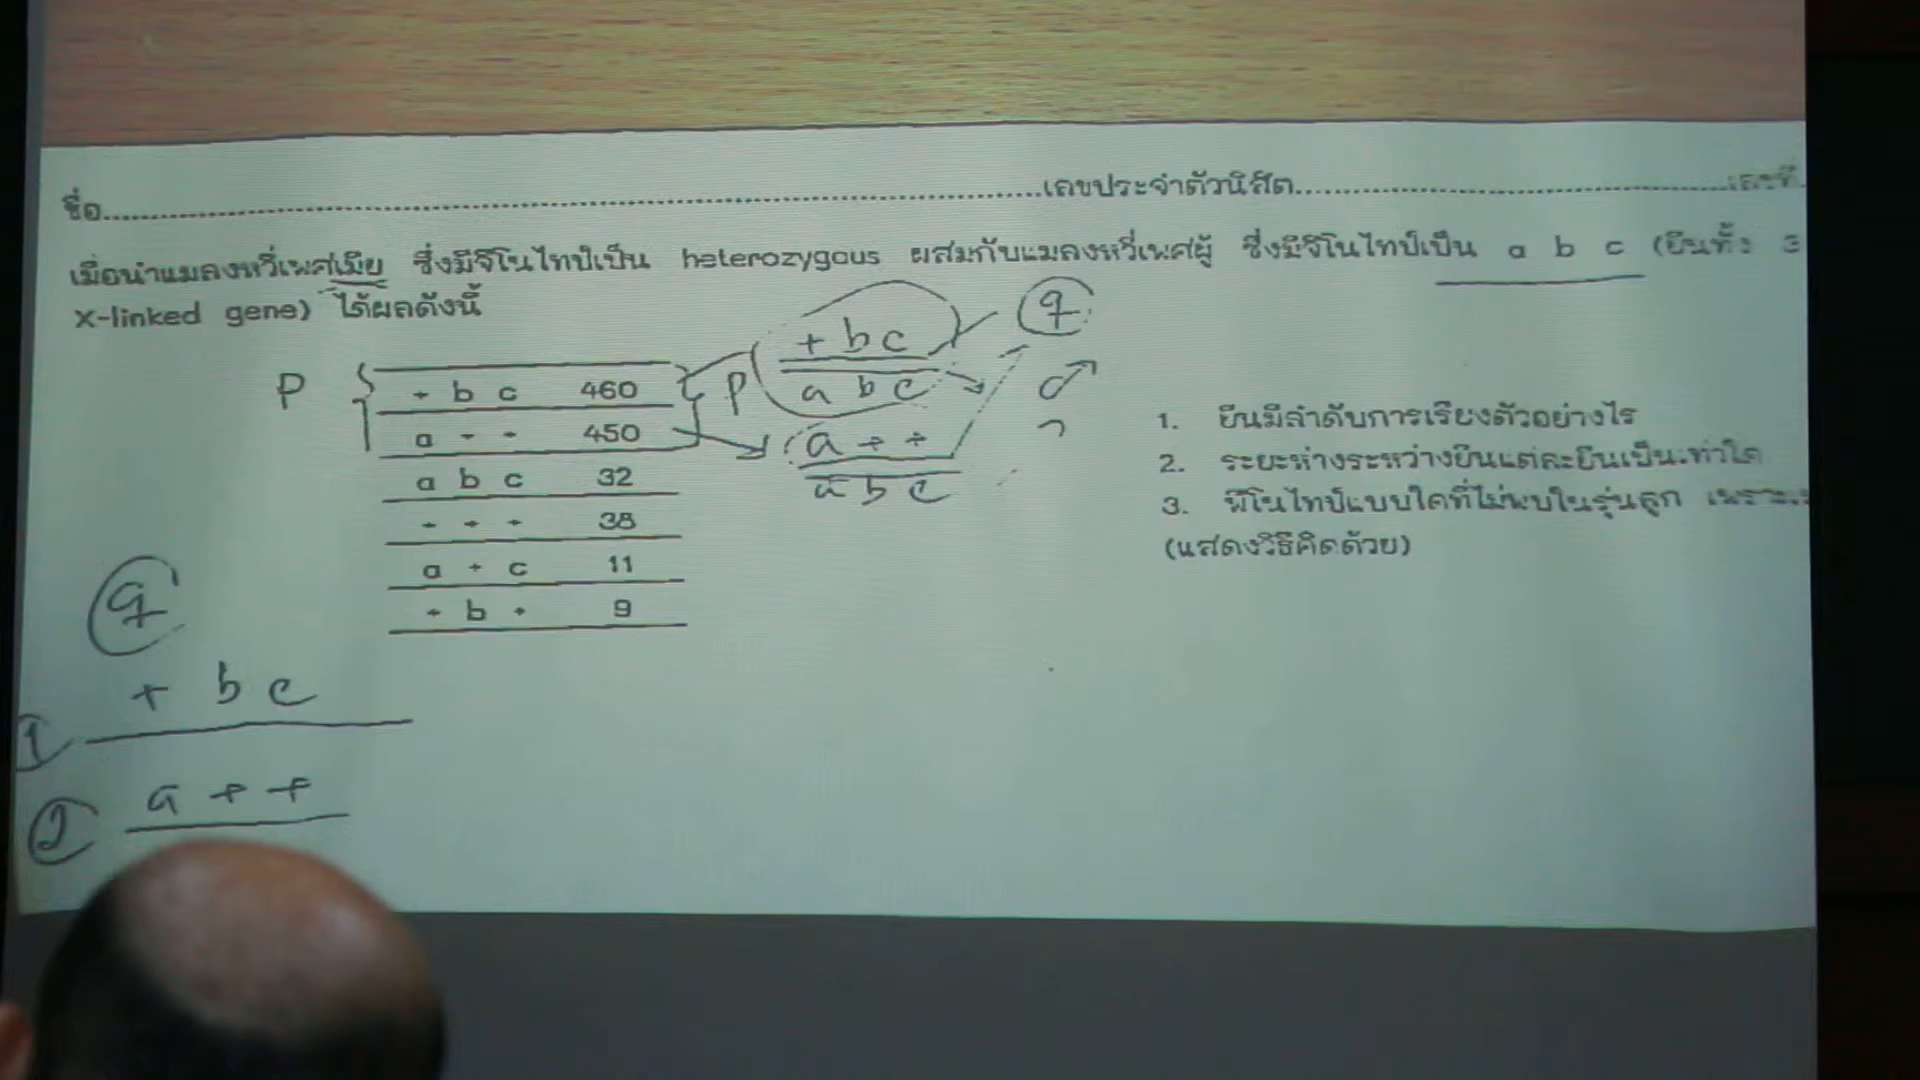 ชื่อ..........เลขประจำตัวนิสิต..........เลขที่
เมื่อนำแมลงหวี่เพศเมีย ซึ่งมีจีโนไทป์เป็น heterozygous ผสมกับแมลงหวี่เพศผู้ ซึ่งมีจีโนไทป์เป็น a b c (ยีนทั้ง 3
X-linked gene) ได้ผลดังนี้
P
+ b c 460
a + + 450
a b c 32
+ + + 38
a + c 11
+ b + 9
P
+ b c
a b c
a + +
a b c
♀
♂
1. ยีนมีลำดับการเรียงตัวอย่างไร
2. ระยะห่างระหว่างยีนแต่ละยีนเป็นเท่าใด
3. ฟีโนไทป์แบบใดที่ไม่พบในรุ่นลูก
(แสดงวิธีคิดด้วย)
♀
1 + b c
2 a + +